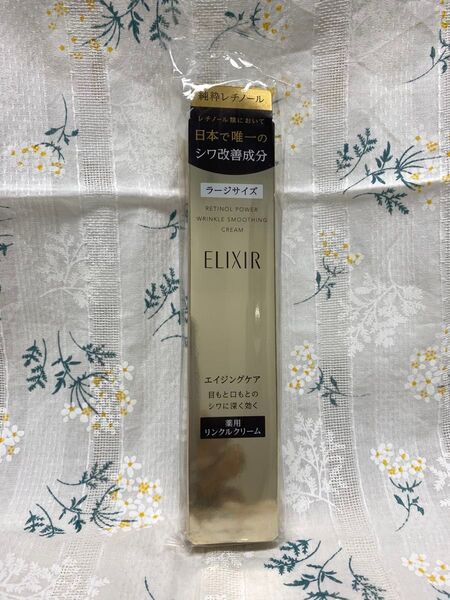 純粋レチノール
レチノール類において
日本で唯一の
シワ改善成分
ラージサイズ
RETINOL POWER
WRINKLE SMOOTHING
CREAM
ELIXIR
エイジングケア
目もと口もとの
シワに深く効く
薬用
リンクルクリーム